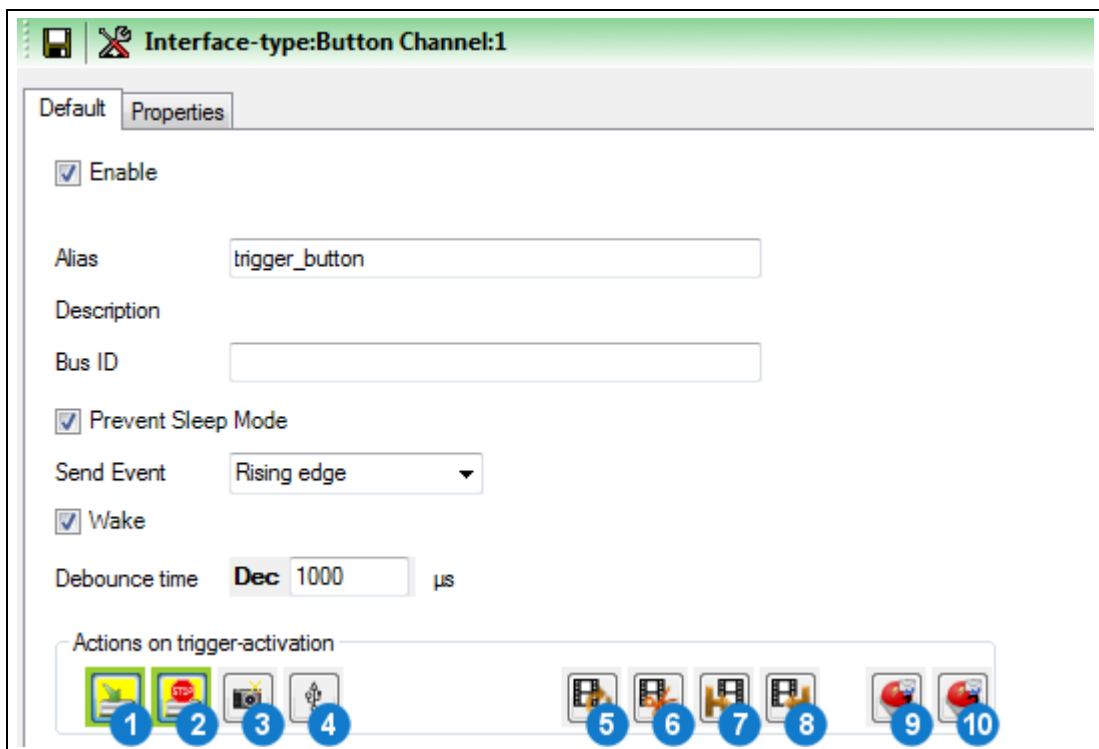 Interface-type:Button Channel:1
Default Properties
Enable
Alias trigger_button
Description
Bus ID
Prevent Sleep Mode
Send Event Rising edge
Wake
Debounce time Dec 1000 µs
Actions on trigger-activation
STOP
1 2 3 4 5 6 7 8 9 10